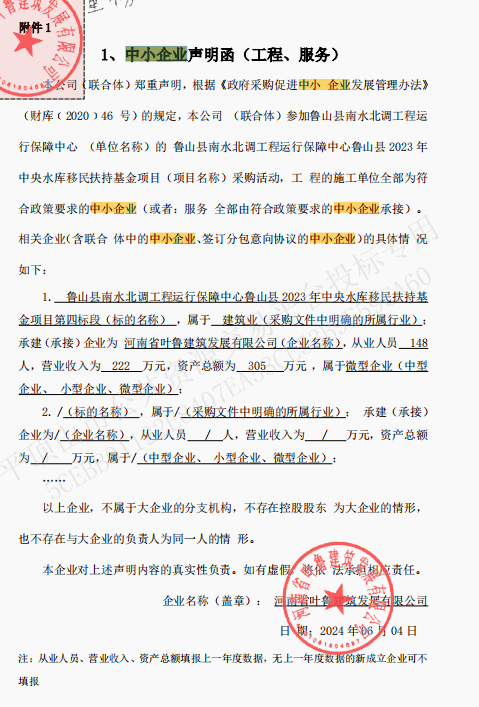 附件 1
1、中小企业声明函（工程、服务）
本公司（联合体）郑重声明，根据《政府采购促进中小 企业发展管理办法》
（财库﹝2020﹞46 号）的规定，本公司 （联合体）参加鲁山县南水北调工程运
行保障中心 （单位名称）的 鲁山县南水北调工程运行保障中心鲁山县 2023 年
中央水库移民扶持基金项目（项目名称）采购活动，工 程的施工单位全部为符
合政策要求的中小企业（或者：服务 全部由符合政策要求的中小企业承接）。
相关企业（含联合 体中的中小企业、签订分包意向协议的中小企业）的具体情 况
如下：
1. 鲁山县南水北调工程运行保障中心鲁山县 2023 年中央水库移民扶持基
金项目第四标段（标的名称） ，属于 建筑业（采购文件中明确的所属行业）；
承建（承接）企业为 河南省叶鲁建筑发展有限公司（企业名称），从业人员 148
人，营业收入为 222 万元，资产总额为 305 万元 ，属于微型企业（中型
企业、 小型企业、微型企业）；
2. /（标的名称） ，属于/（采购文件中明确的所属行业）； 承建（承接）
企业为/（企业名称），从业人员 / 人，营业收入为 / 万元，资产总额
为 / 万元，属于/（中型企业、 小型企业、微型企业）；
……
以上企业，不属于大企业的分支机构，不存在控股股东 为大企业的情形，
也不存在与大企业的负责人为同一人的情 形。
本企业对上述声明内容的真实性负责。如有虚假，将依 法承担相应责任。
企业名称（盖章）： 河南省叶鲁建筑发展有限公司
日 期：2024 年 06 月 04 日
注：从业人员、营业收入、资产总额填报上一年度数据，无上一年度数据的新成立企业可不
填报